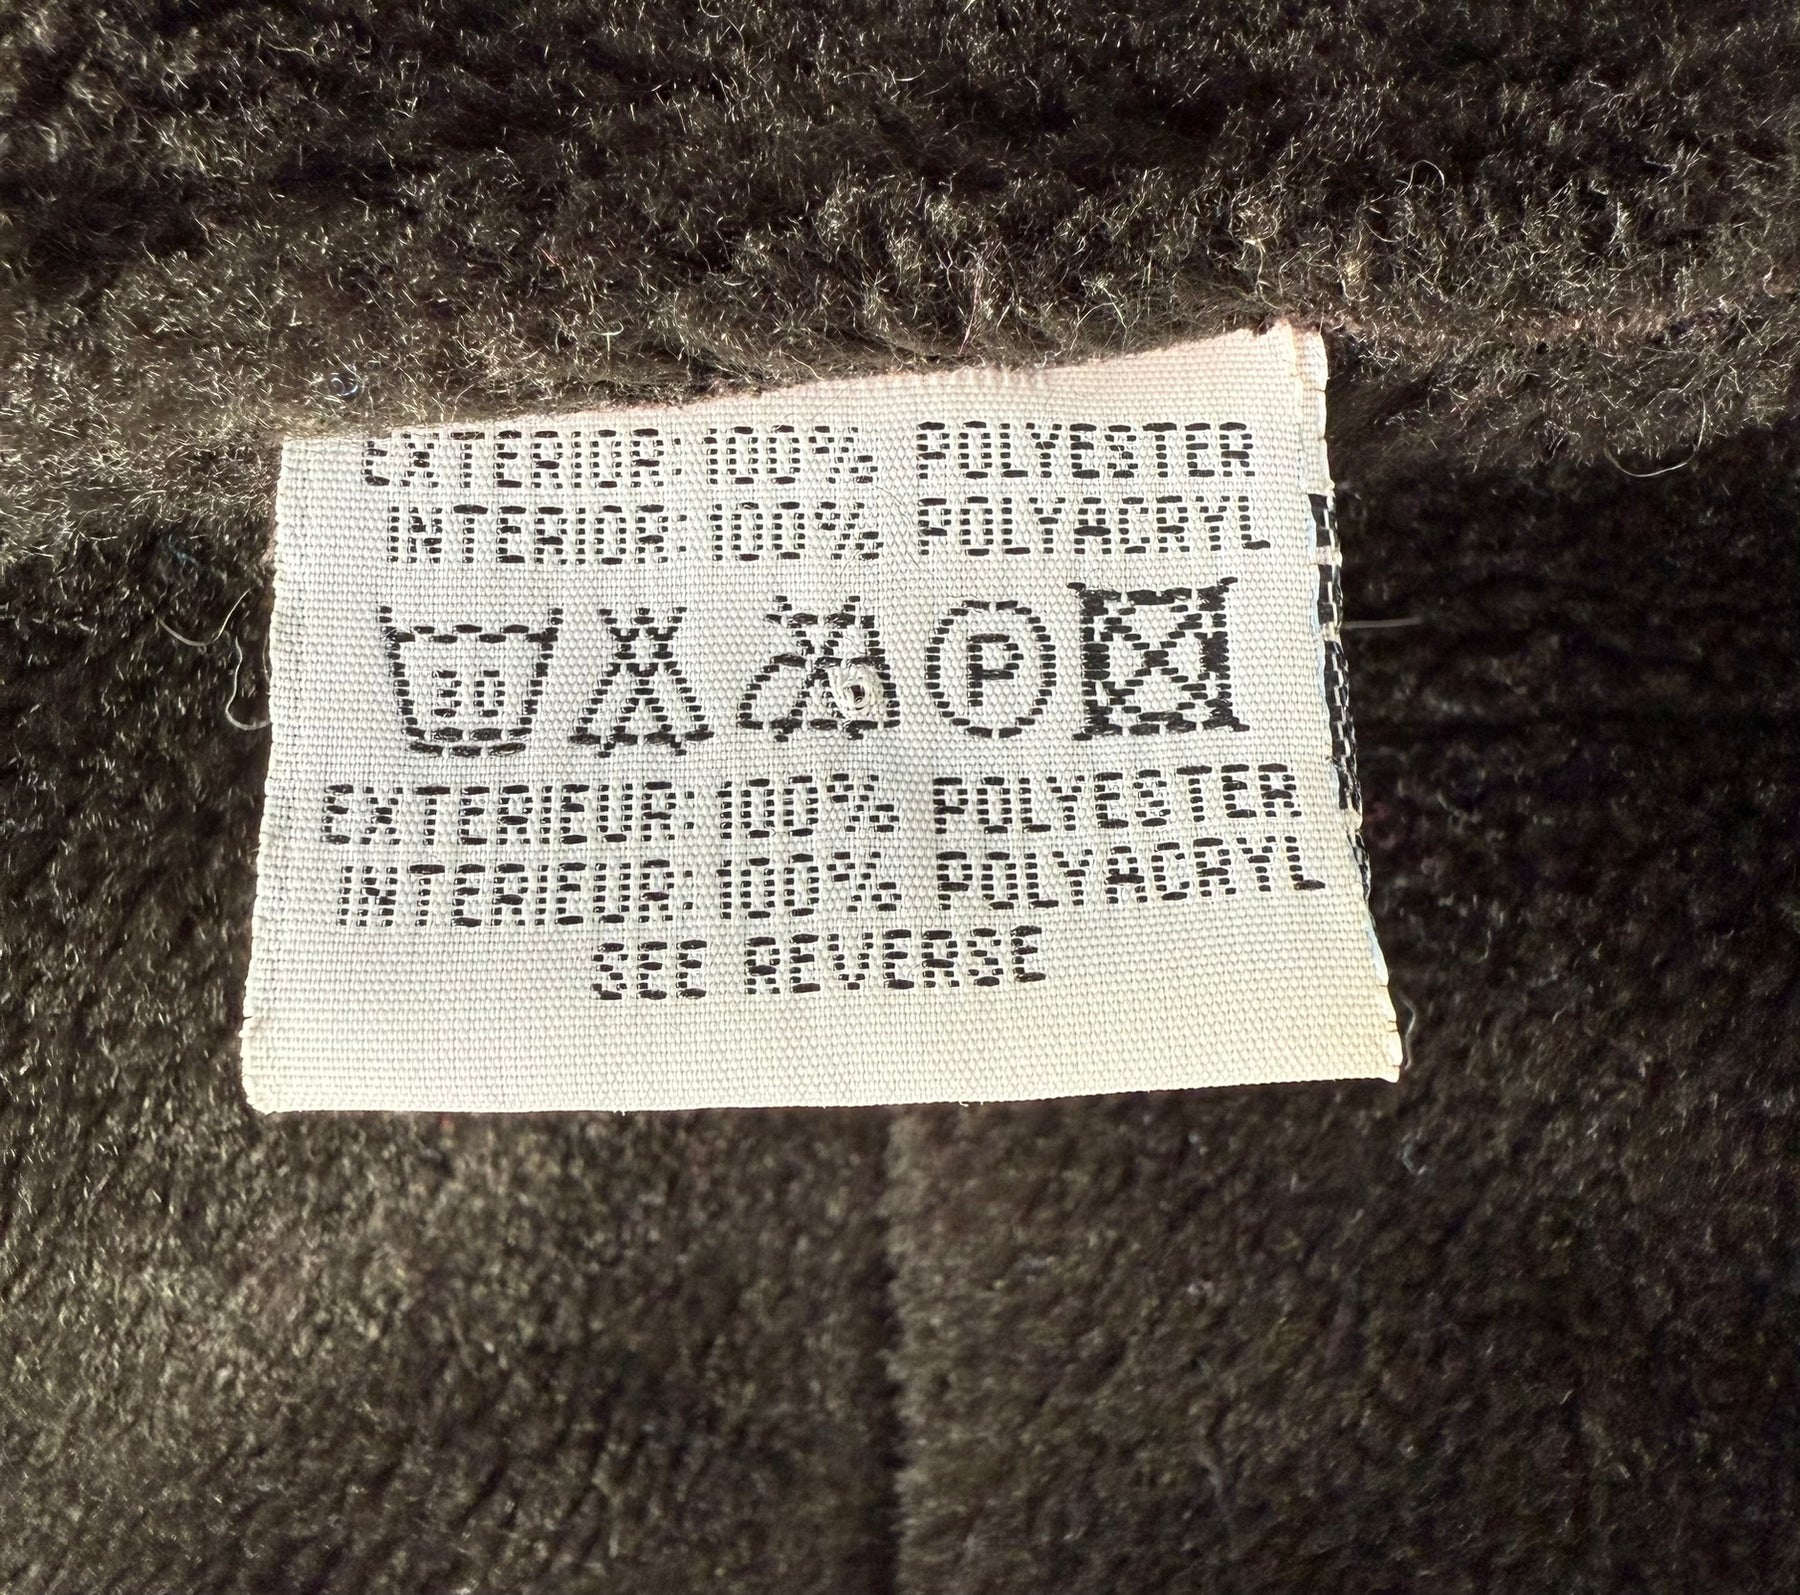 EXTERIOR: 100% POLYESTER
INTERIOR: 100% POLYACRYL
30 P
EXTERIEUR: 100% POLYESTER
INTERIEUR: 100% POLYACRYL
SEE REVERSE